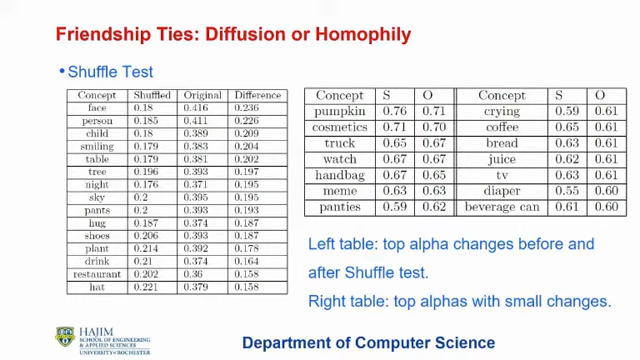 Friendship Ties: Diffusion or Homophily
• Shuffle Test
Concept Shuffled Original Difference
face 0.18 0.416 0.236
person 0.185 0.411 0.226
child 0.18 0.389 0.209
smiling 0.179 0.383 0.204
table 0.179 0.381 0.202
tree 0.196 0.393 0.197
night 0.176 0.371 0.195
sky 0.2 0.395 0.195
pants 0.2 0.393 0.193
hug 0.187 0.374 0.187
shoes 0.206 0.393 0.187
plant 0.214 0.392 0.178
drink 0.21 0.374 0.164
restaurant 0.202 0.36 0.158
hat 0.221 0.379 0.158
Concept S O Concept S O
pumpkin 0.76 0.71 crying 0.59 0.61
cosmetics 0.71 0.70 coffee 0.65 0.61
truck 0.65 0.67 bread 0.63 0.61
watch 0.67 0.67 juice 0.62 0.61
handbag 0.67 0.65 tv 0.63 0.61
meme 0.63 0.63 diaper 0.55 0.60
panties 0.59 0.62 beverage can 0.61 0.60
Left table: top alpha changes before and
after Shuffle test.
Right table: top alphas with small changes.
HAJIM
SCHOOL OF ENGINEERING
& APPLIED SCIENCES
UNIVERSITY of ROCHESTER
Department of Computer Science